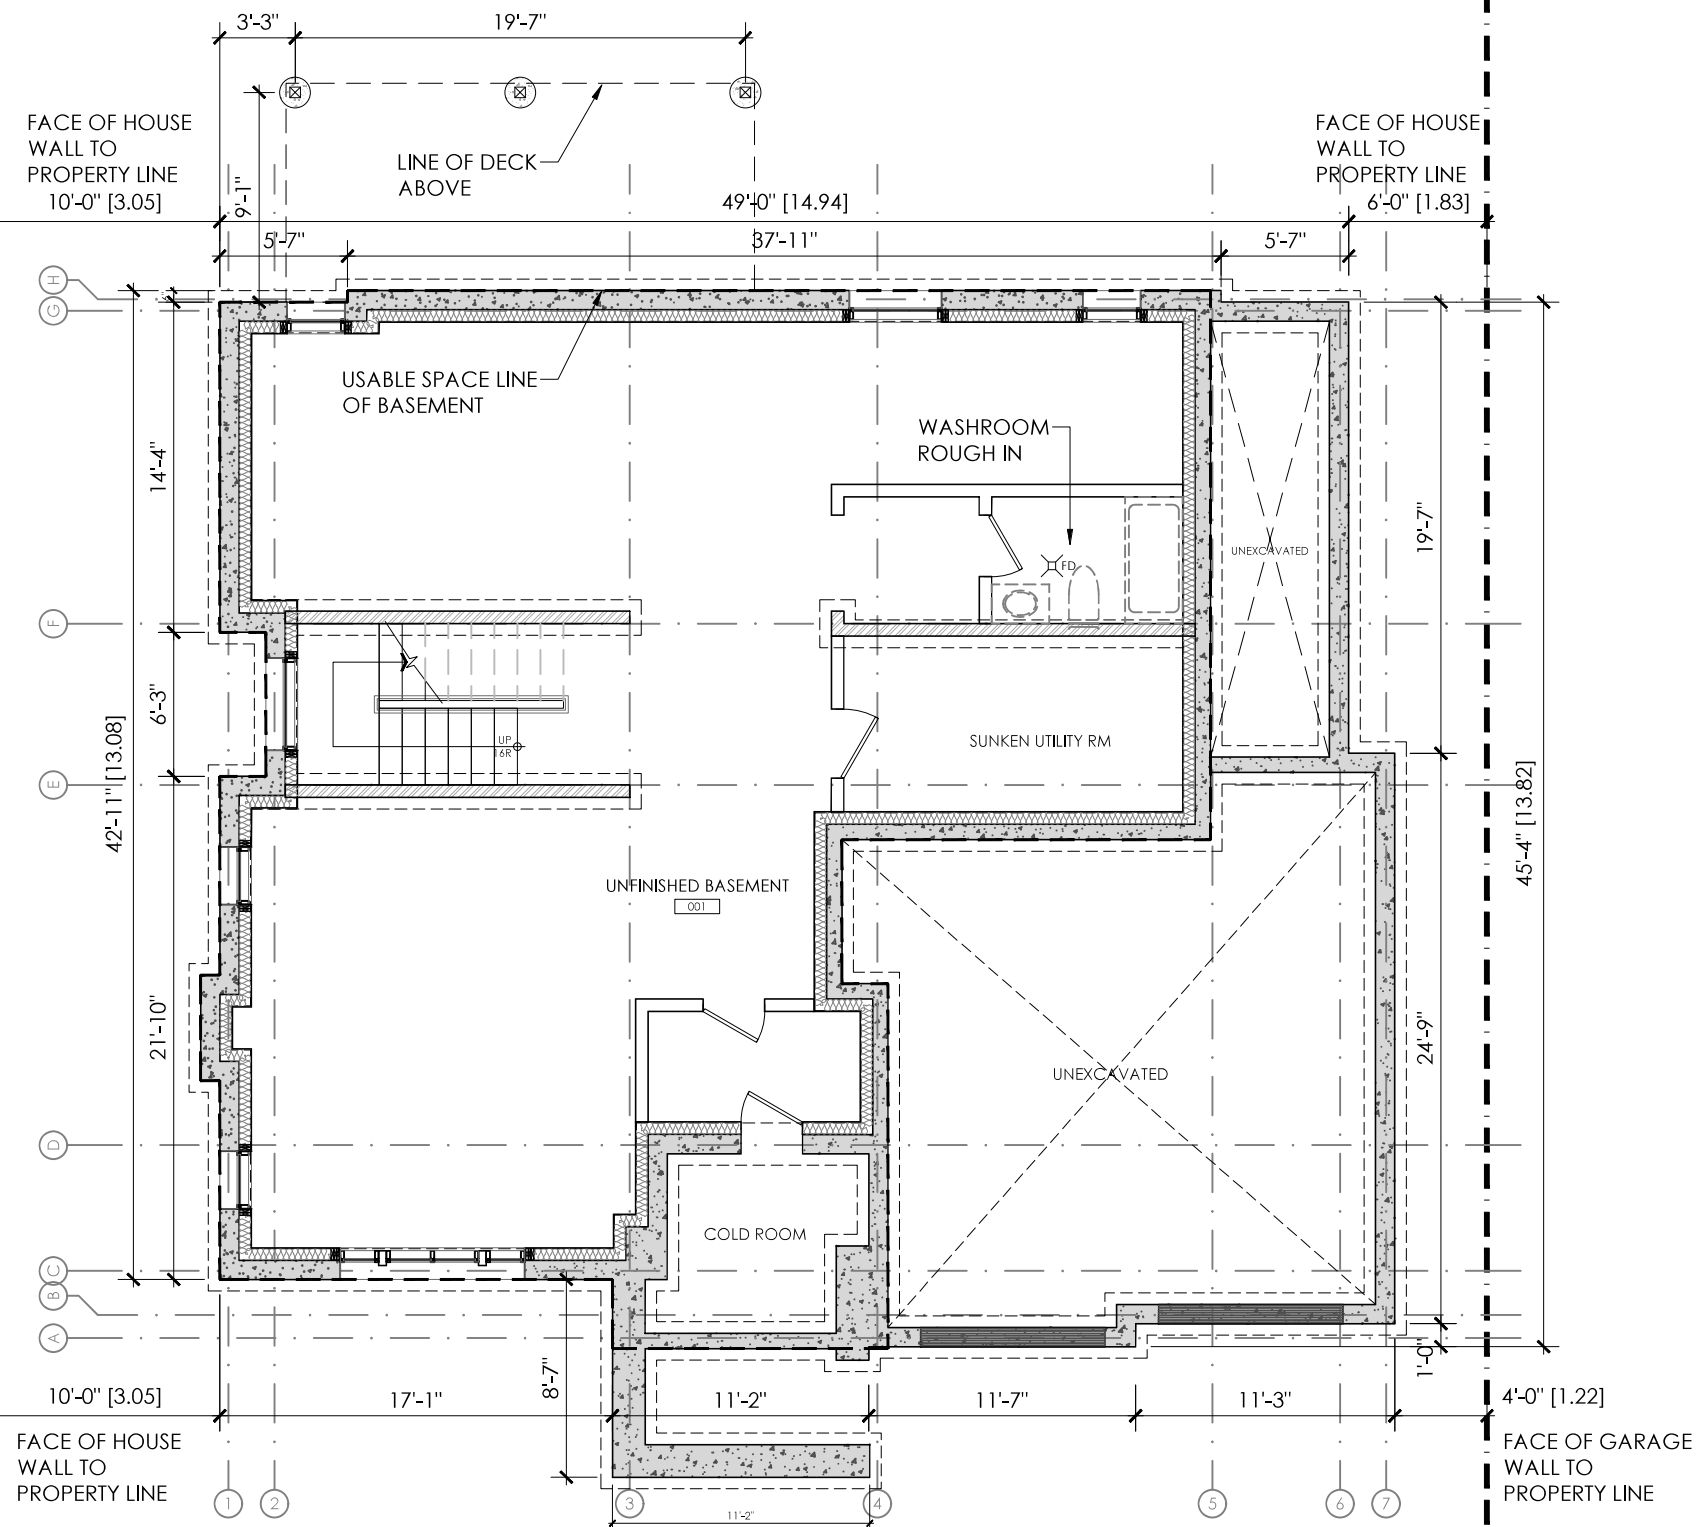 3'-3"
19'-7"
FACE OF HOUSE
WALL TO
PROPERTY LINE
10'-0" [3.05]
LINE OF DECK
ABOVE
9'-1"
FACE OF HOUSE
WALL TO
PROPERTY LINE
6'-0" [1.83]
49'-0" [14.94]
5'-7"
37'-11"
5'-7"
H
G
USABLE SPACE LINE
OF BASEMENT
WASHROOM
ROUGH IN
14'-4"
19'-7"
UNEXCAVATED
FD
F
6'-3"
UP
16R
SUNKEN UTILITY RM
E
42'-11" [13.08]
45'-4" [13.82]
UNFINISHED BASEMENT
001
21'-10"
24'-9"
UNEXCAVATED
D
COLD ROOM
C
B
A
8'-7"
1'-0"
10'-0" [3.05]
17'-1"
11'-2"
11'-7"
11'-3"
4'-0" [1.22]
FACE OF HOUSE
WALL TO
PROPERTY LINE
FACE OF GARAGE
WALL TO
PROPERTY LINE
1
2
3
4
5
6
7
11'-2"